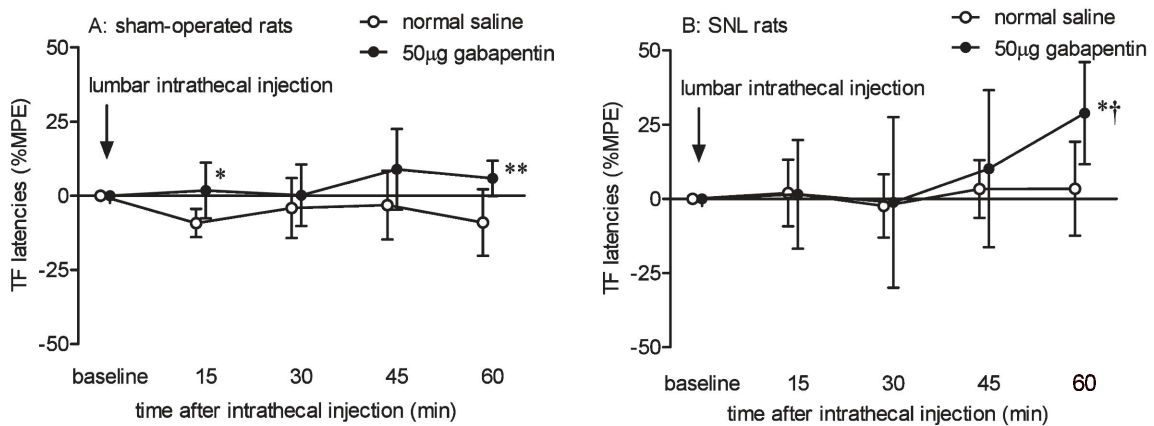 A: sham-operated rats
normal saline
50µg gabapentin
50
25
0
-25
-50
TF latencies (%MPE)
lumbar intrathecal injection
*
**
baseline 15 30 45 60
time after intrathecal injection (min)
B: SNL rats
normal saline
50µg gabapentin
50
25
0
-25
-50
TF latencies (%MPE)
lumbar intrathecal injection
*†
baseline 15 30 45 60
time after intrathecal injection (min)